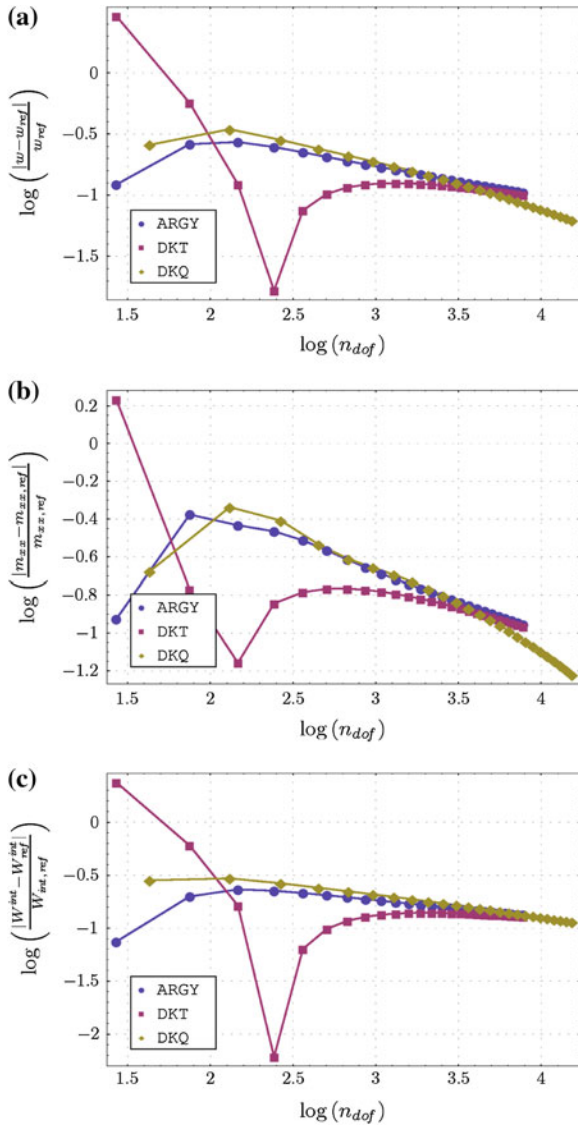 (a)
log (|w−w_ref| / w_ref)
0
−0.5
−1
−1.5
ARGY
DKT
DKQ
1.5 2 2.5 3 3.5 4
log (n_dof)
(b)
log (|m_xx−m_xx,ref| / m_xx,ref)
0.2
0
−0.2
−0.4
−0.6
−0.8
−1
−1.2
ARGY
DKT
DKQ
1.5 2 2.5 3 3.5 4
log (n_dof)
(c)
log (|W^int−W^int_ref| / W_int,ref)
0
−0.5
−1
−1.5
−2
ARGY
DKT
DKQ
1.5 2 2.5 3 3.5 4
log (n_dof)